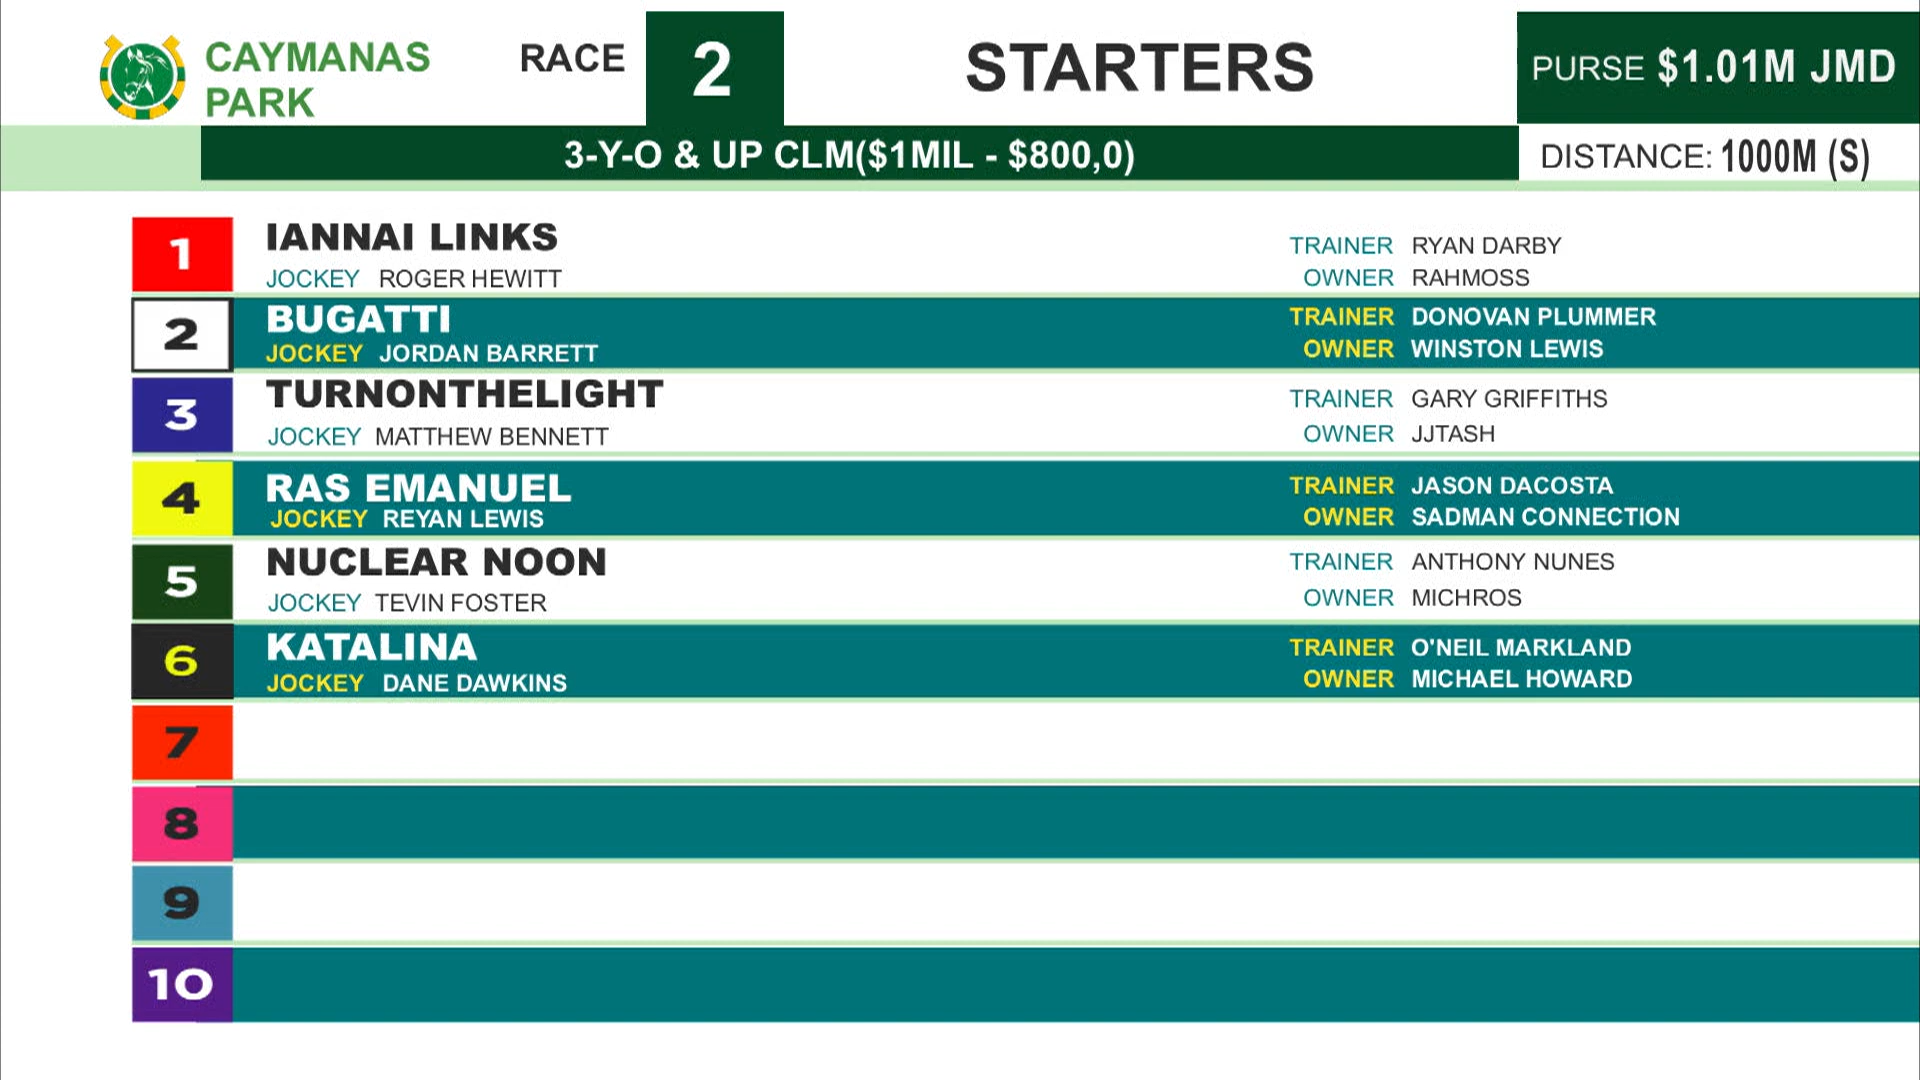 CAYMANAS
PARK
RACE 2 STARTERS PURSE $1.01M JMD
3-Y-O & UP CLM($1MIL - $800,0) DISTANCE: 1000M (S)
1 IANNAI LINKS
JOCKEY ROGER HEWITT
TRAINER RYAN DARBY
OWNER RAHMOSS
2 BUGATTI
JOCKEY JORDAN BARRETT
TRAINER DONOVAN PLUMMER
OWNER WINSTON LEWIS
3 TURNONTHELIGHT
JOCKEY MATTHEW BENNETT
TRAINER GARY GRIFFITHS
OWNER JJTASH
4 RAS EMANUEL
JOCKEY REYAN LEWIS
TRAINER JASON DACOSTA
OWNER SADMAN CONNECTION
5 NUCLEAR NOON
JOCKEY TEVIN FOSTER
TRAINER ANTHONY NUNES
OWNER MICHROS
6 KATALINA
JOCKEY DANE DAWKINS
TRAINER O'NEIL MARKLAND
OWNER MICHAEL HOWARD
7
8
9
10